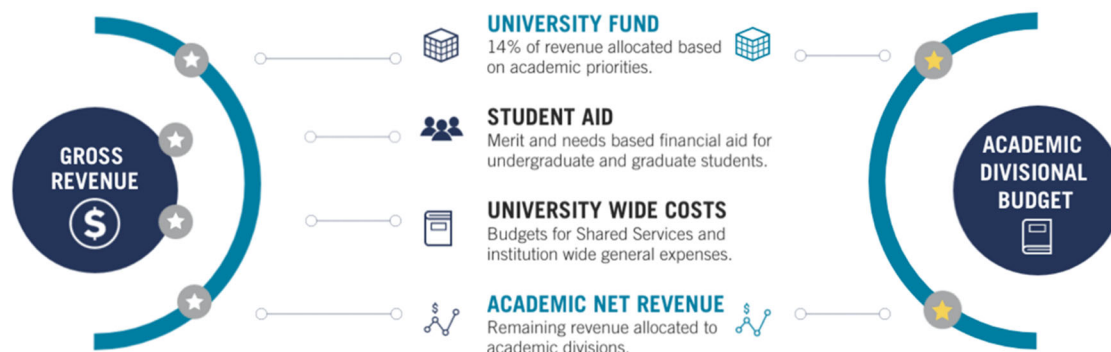 GROSS
REVENUE
$
UNIVERSITY FUND
14% of revenue allocated based
on academic priorities.
STUDENT AID
Merit and needs based financial aid for
undergraduate and graduate students.
UNIVERSITY WIDE COSTS
Budgets for Shared Services and
institution wide general expenses.
$
ACADEMIC NET REVENUE
$
Remaining revenue allocated to
academic divisions.
ACADEMIC
DIVISIONAL
BUDGET